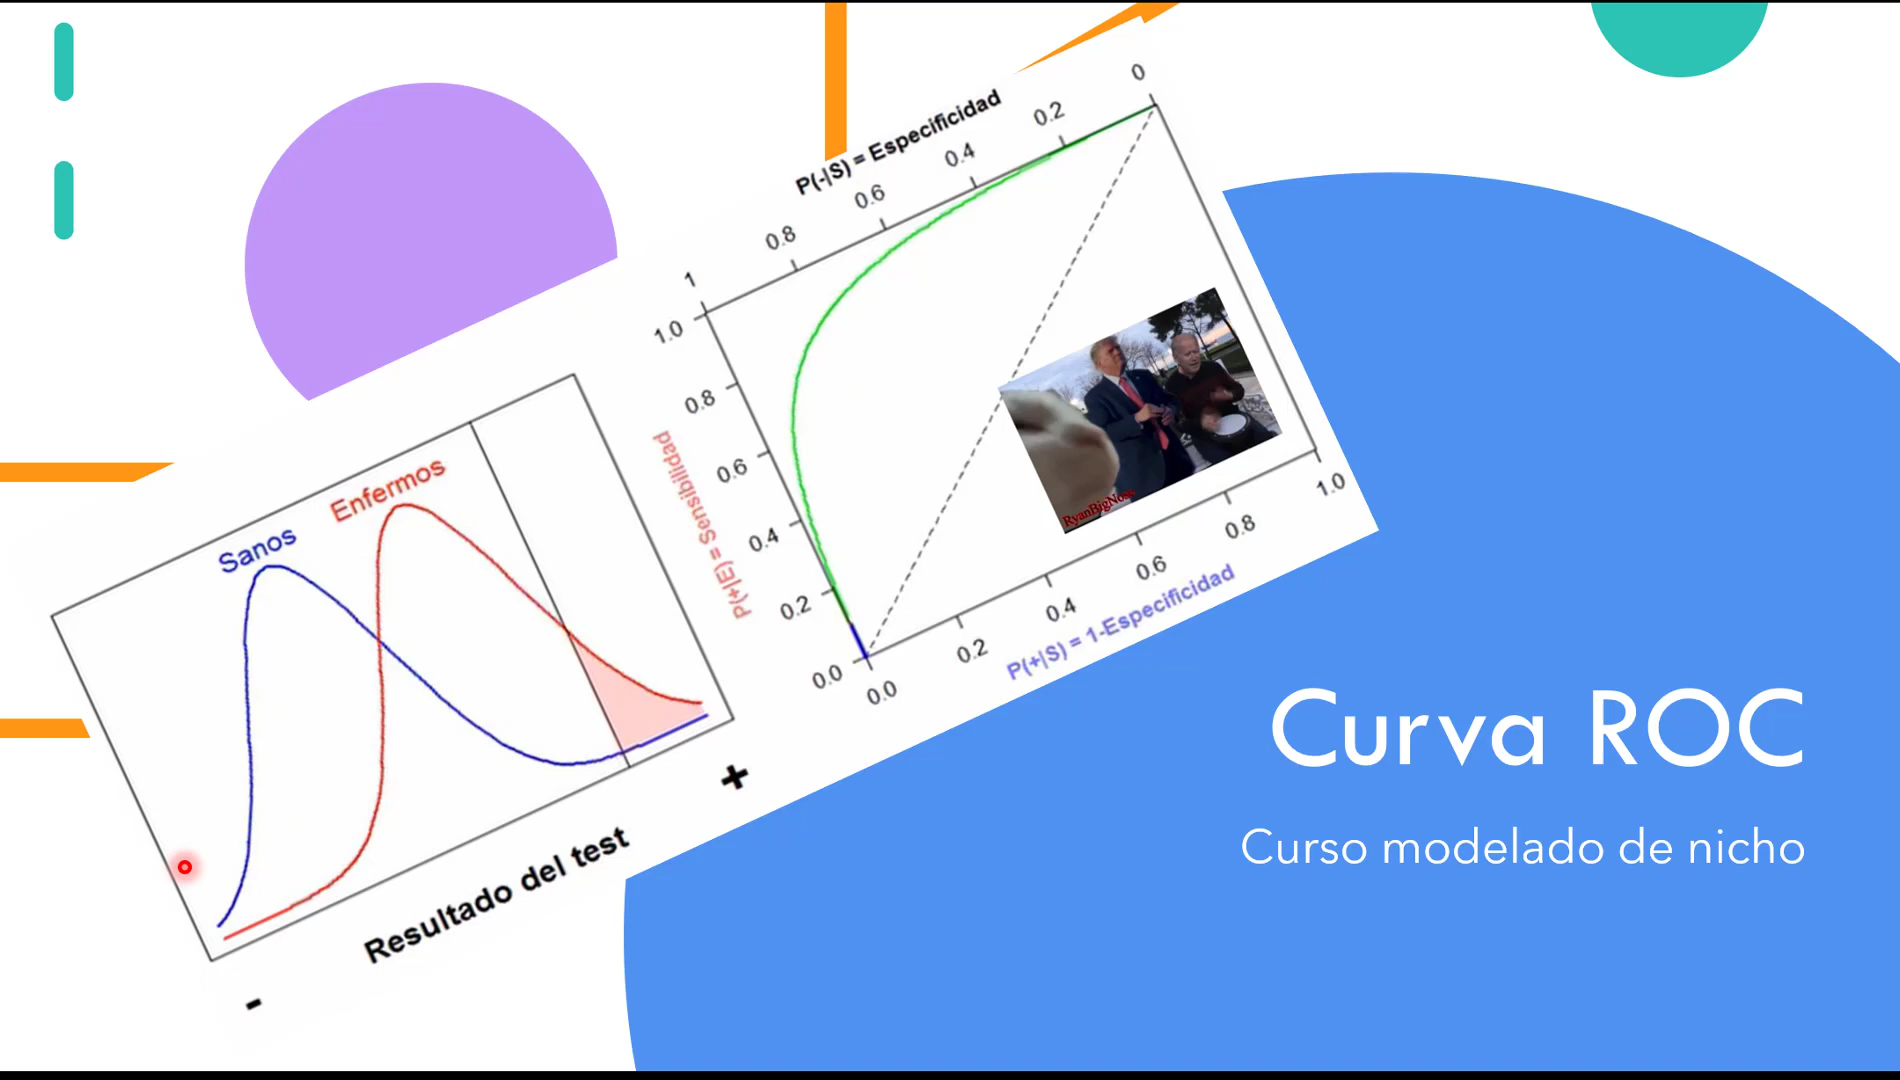 P(-|S) = Especificidad
1
0.8
0.6
0.4
0.2
0
1.0
0.8
0.6
0.4
0.2
0.0
P(+|E) = Sensibilidad
0.0
0.2
0.4
0.6
0.8
1.0
P(+|S) = 1-Especificidad
RyanBigNose
Sanos
Enfermos
-
Resultado del test
+
Curva ROC
Curso modelado de nicho